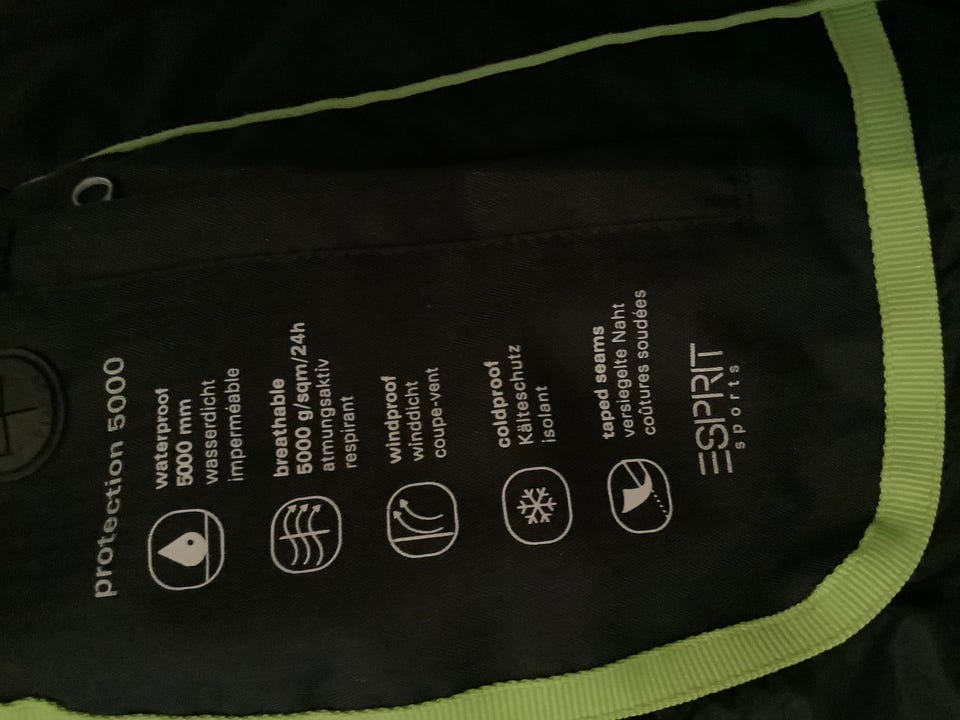 protection 5000
waterproof
5000 mm
wasserdicht
imperméable
breathable
5000 g/sqm/24h
atmungsaktiv
respirant
windproof
winddicht
coupe-vent
coldproof
Kälteschutz
isolant
taped seams
versiegelte Naht
coûtures soudées
ESPRIT
sports